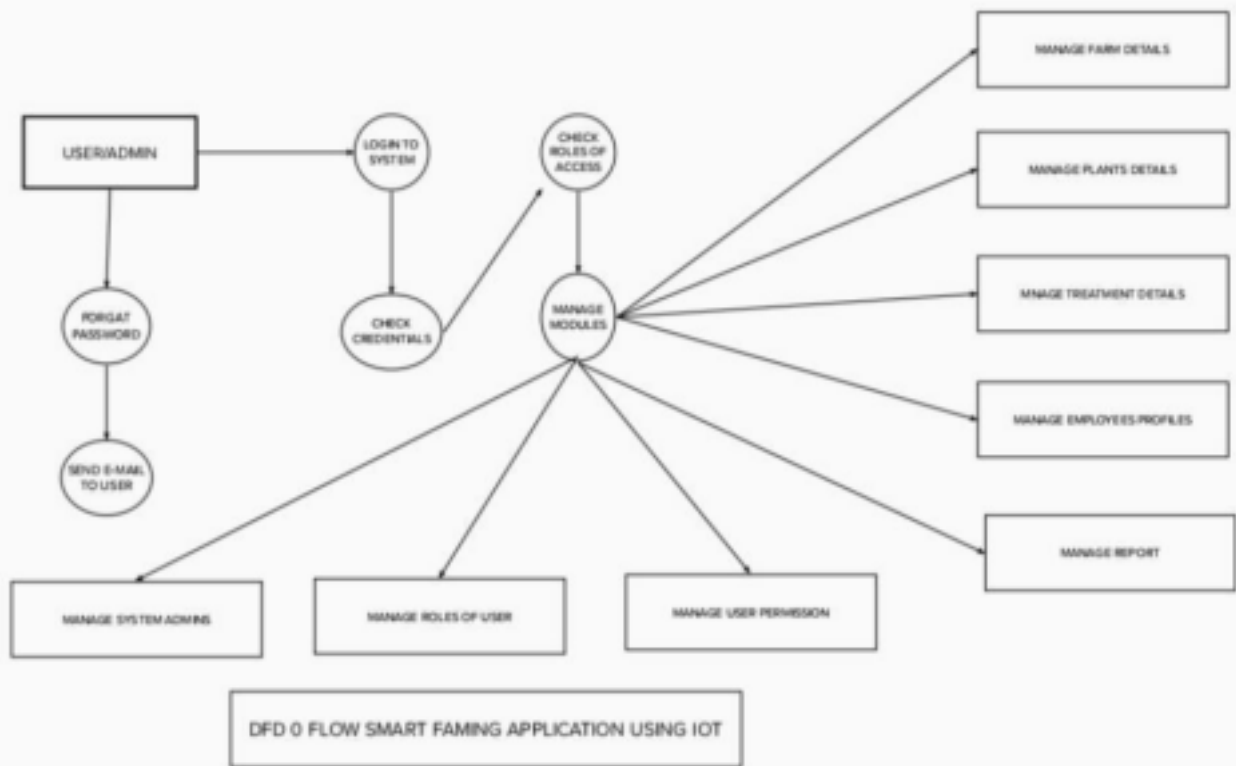 MANAGE FARM DETAILS
USER/ADMIN
LOGIN TO
SYSTEM
CHECK
ROLES OF
ACCESS
MANAGE PLANTS DETAILS
FORGAT
PASSWORD
CHECK
CREDENTIALS
MANAGE
MODULES
MNAGE TREATMENT DETAILS
MANAGE EMPLOYEES PROFILES
SEND E-MAIL
TO USER
MANAGE REPORT
MANAGE SYSTEM ADMINS
MANAGE ROLES OF USER
MANAGE USER PERMISSION
DFD 0 FLOW SMART FAMING APPLICATION USING IOT